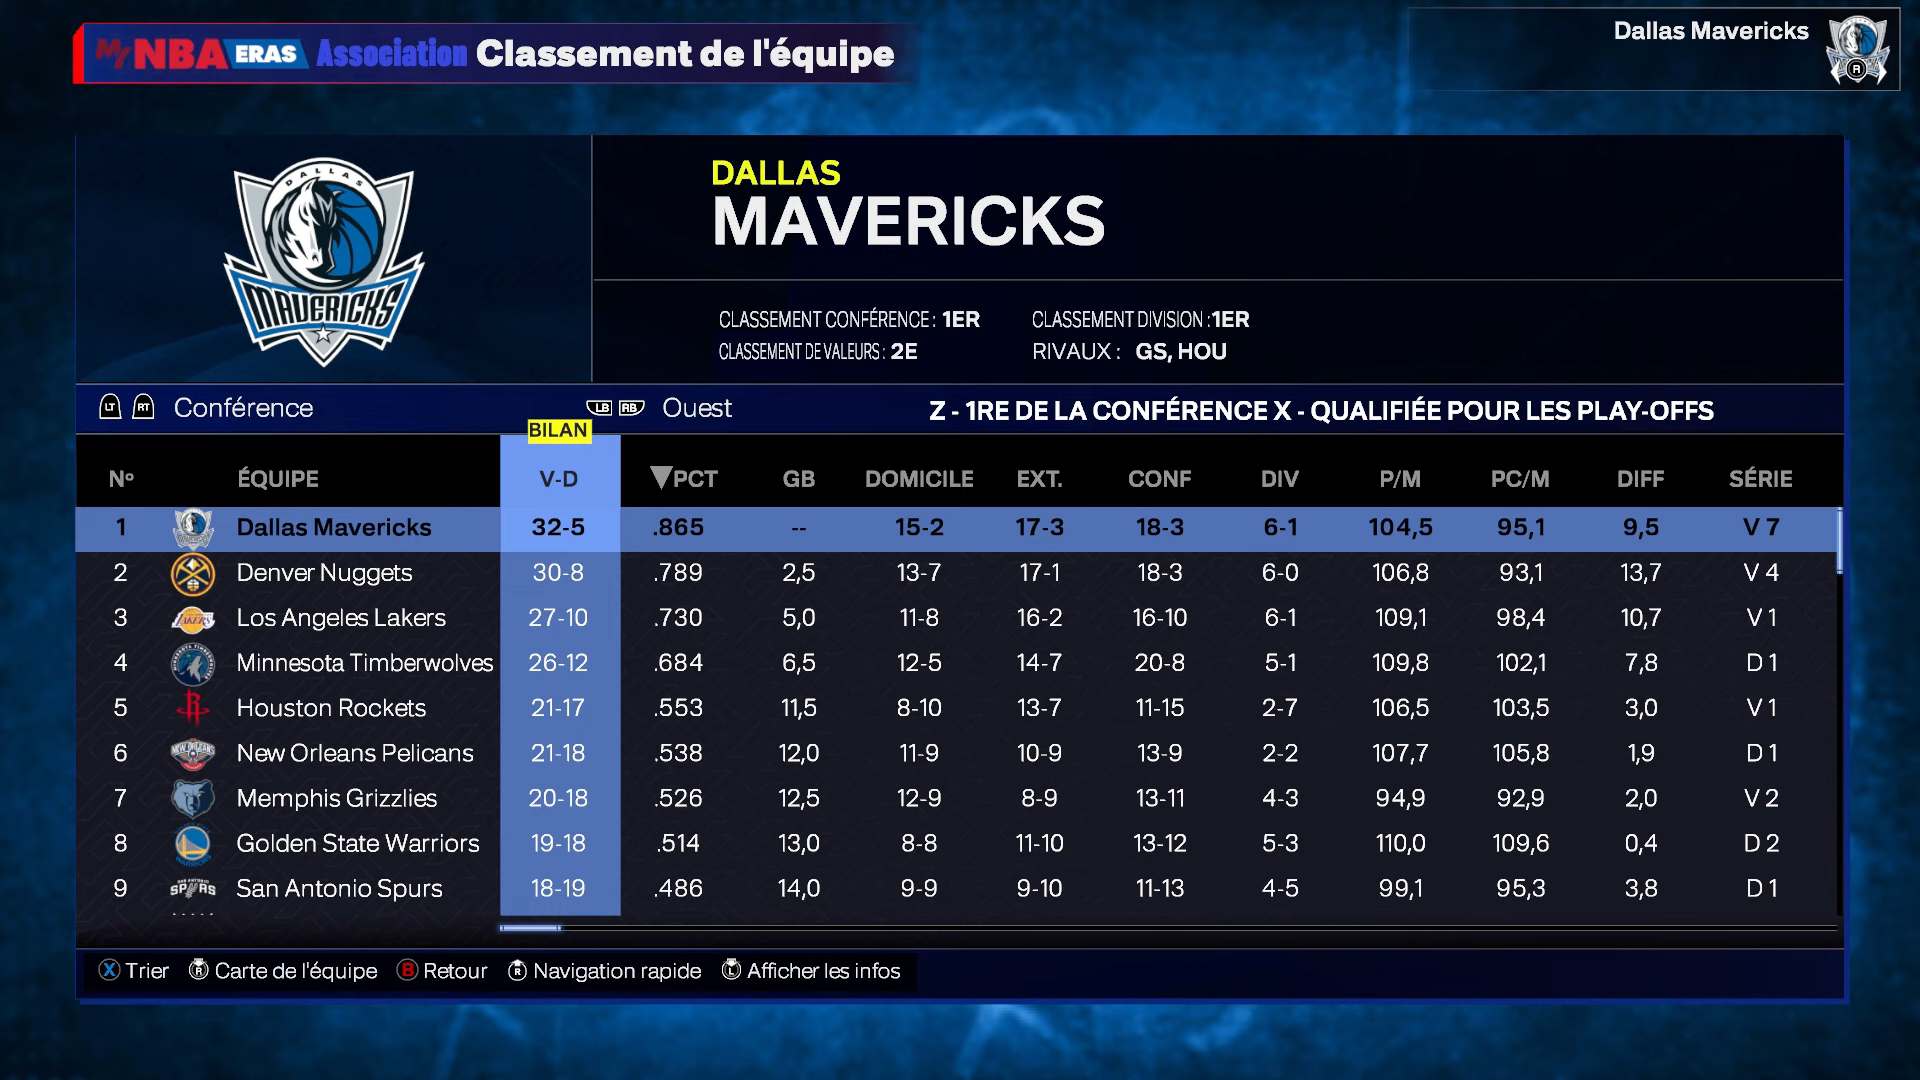 MyNBA ERAS Association Classement de l'équipe
Dallas Mavericks
DALLAS
MAVERICKS
DALLAS
MAVERICKS
CLASSEMENT CONFÉRENCE : 1ER CLASSEMENT DIVISION : 1ER
CLASSEMENT DE VALEURS : 2E RIVAUX : GS, HOU
LT RT Conférence LB RB Ouest Z - 1RE DE LA CONFÉRENCE X - QUALIFIÉE POUR LES PLAY-OFFS
BILAN
Nº ÉQUIPE V-D PCT GB DOMICILE EXT. CONF DIV P/M PC/M DIFF SÉRIE
1 Dallas Mavericks 32-5 .865 -- 15-2 17-3 18-3 6-1 104,5 95,1 9,5 V 7
2 Denver Nuggets 30-8 .789 2,5 13-7 17-1 18-3 6-0 106,8 93,1 13,7 V 4
3 LAKERS Los Angeles Lakers 27-10 .730 5,0 11-8 16-2 16-10 6-1 109,1 98,4 10,7 V 1
4 Minnesota Timberwolves 26-12 .684 6,5 12-5 14-7 20-8 5-1 109,8 102,1 7,8 D 1
5 Houston Rockets 21-17 .553 11,5 8-10 13-7 11-15 2-7 106,5 103,5 3,0 V 1
6 NEW ORLEANS New Orleans Pelicans 21-18 .538 12,0 11-9 10-9 13-9 2-2 107,7 105,8 1,9 D 1
7 Memphis Grizzlies 20-18 .526 12,5 12-9 8-9 13-11 4-3 94,9 92,9 2,0 V 2
8 WARRIORS Golden State Warriors 19-18 .514 13,0 8-8 11-10 13-12 5-3 110,0 109,6 0,4 D 2
9 SPURS San Antonio Spurs 18-19 .486 14,0 9-9 9-10 11-13 4-5 99,1 95,3 3,8 D 1
X Trier R Carte de l'équipe B Retour R Navigation rapide L Afficher les infos